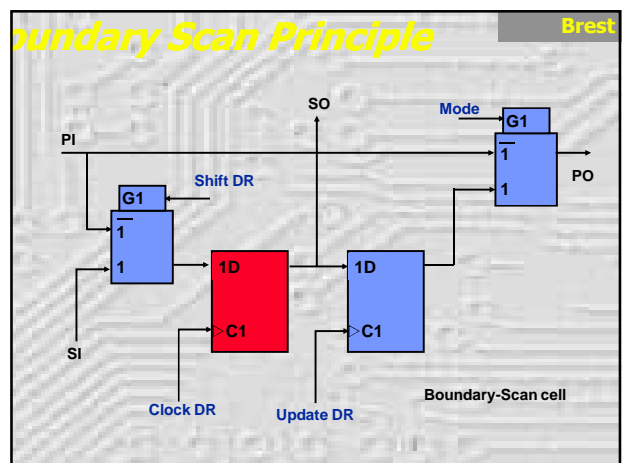 oundary Scan Principle
Brest
SO
Mode
G1
PI
1
1
PO
Shift DR
G1
1
1
1D
C1
1D
C1
SI
Clock DR
Update DR
Boundary-Scan cell